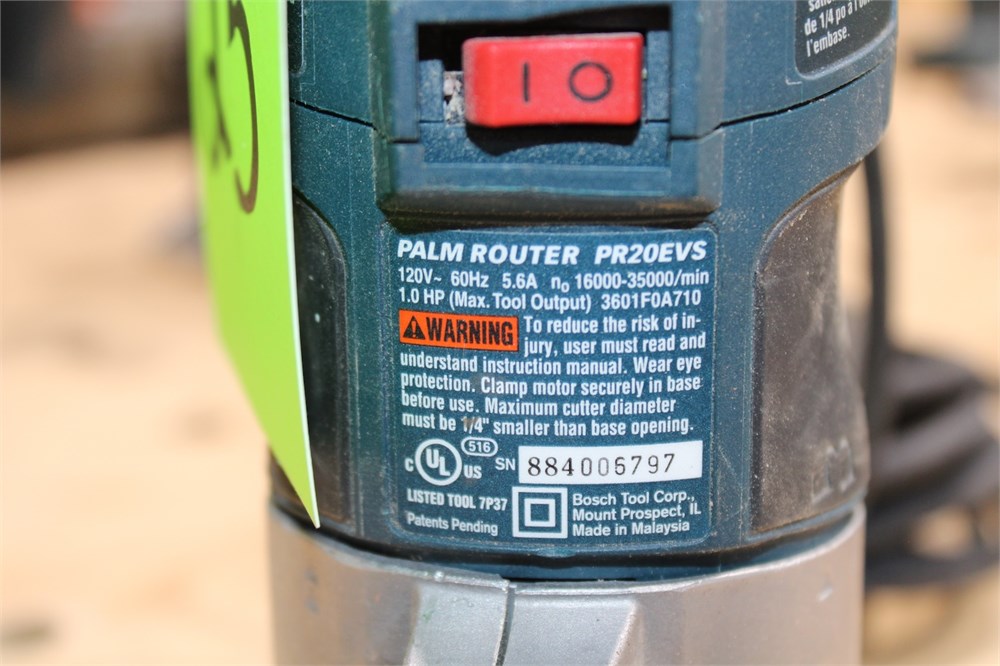 5
satis
de 1/4 po à l'ou
l'embase.
I O
PALM ROUTER PR20EVS
120V~ 60Hz 5.6A no 16000-35000/min
1.0 HP (Max. Tool Output) 3601F0A710
WARNING To reduce the risk of in-
jury, user must read and
understand instruction manual. Wear eye
protection. Clamp motor securely in base
before use. Maximum cutter diameter
must be 1/4" smaller than base opening.
C UL US 516 SN 884006797
LISTED TOOL 7P37
Patents Pending
Bosch Tool Corp.,
Mount Prospect, IL
Made in Malaysia